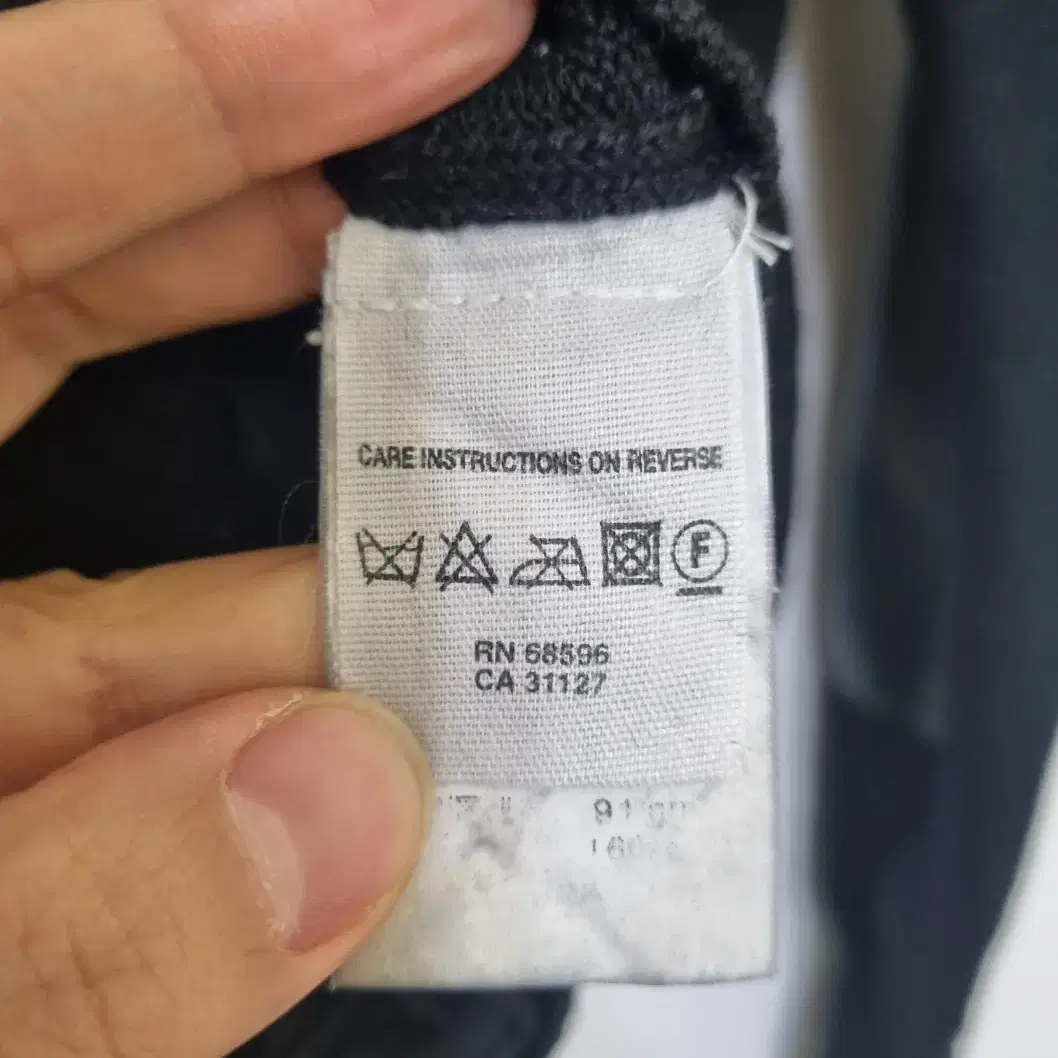 CARE INSTRUCTIONS ON REVERSE
F
RN 68596
CA 31127